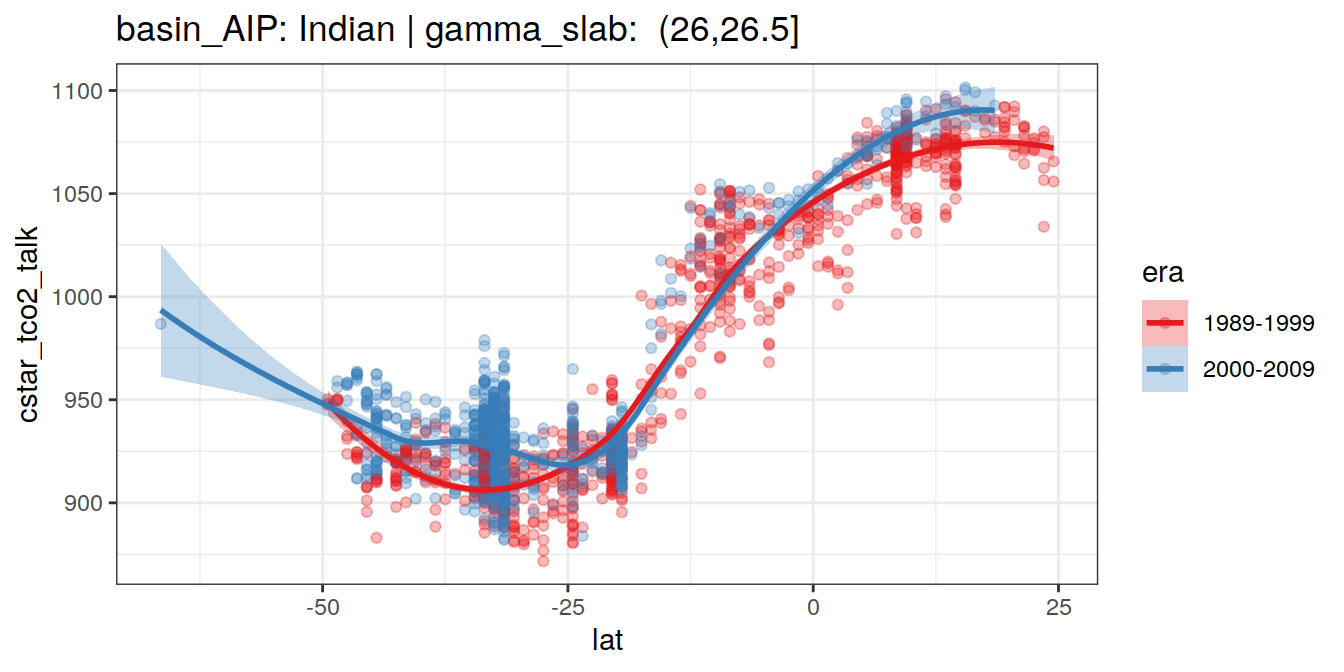 basin_AIP: Indian | gamma_slab:  (26,26.5]
cstar_tco2_talk
1100
1050
1000
950
900
-50
-25
0
25
lat
era
1989-1999
2000-2009